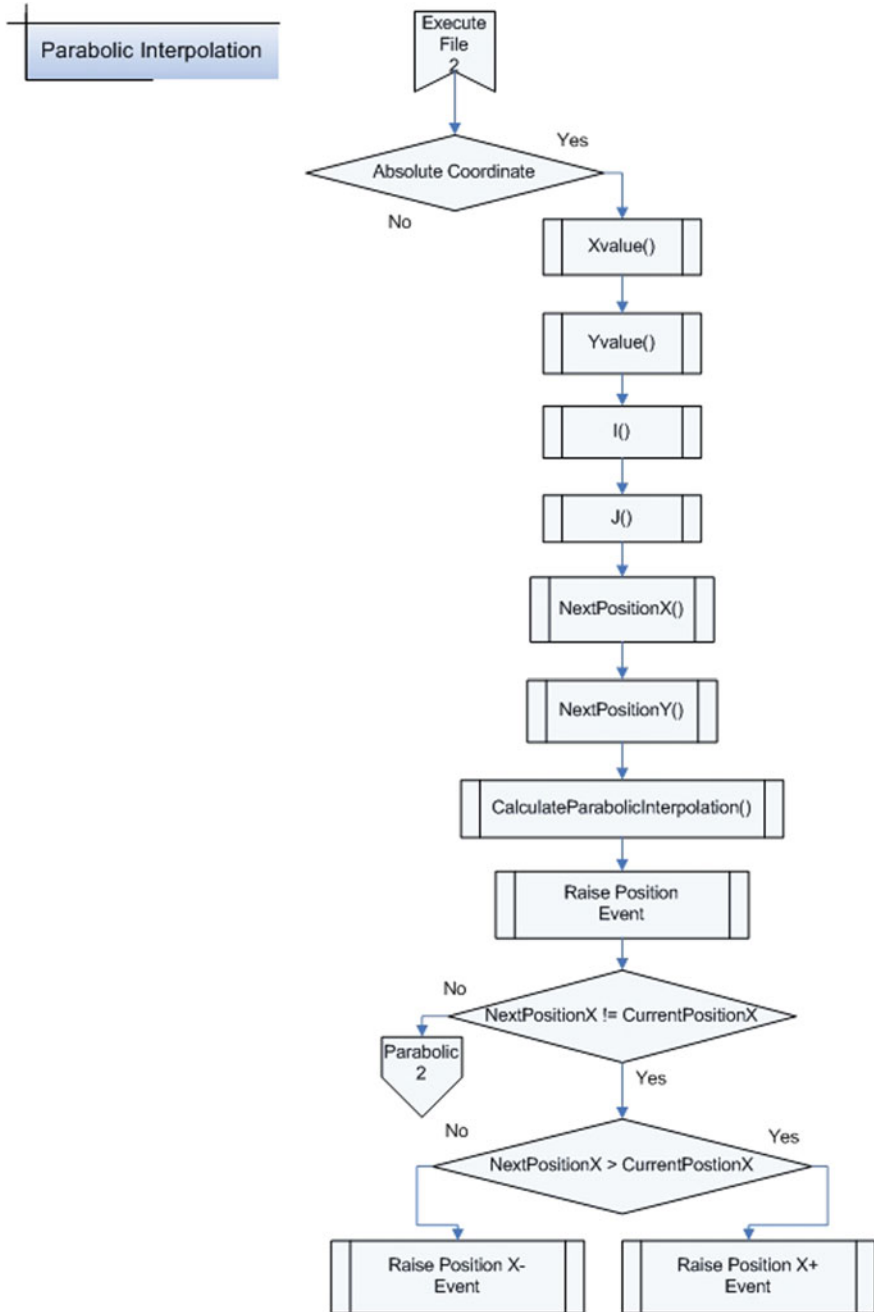 Parabolic Interpolation
Execute
File
2
Yes
Absolute Coordinate
No
Xvalue()
Yvalue()
I()
J()
NextPositionX()
NextPositionY()
CalculateParabolicInterpolation()
Raise Position
Event
No
NextPositionX != CurrentPositionX
Parabolic
2
Yes
No
Yes
NextPositionX > CurrentPostionX
Raise Position X-
Event
Raise Position X+
Event